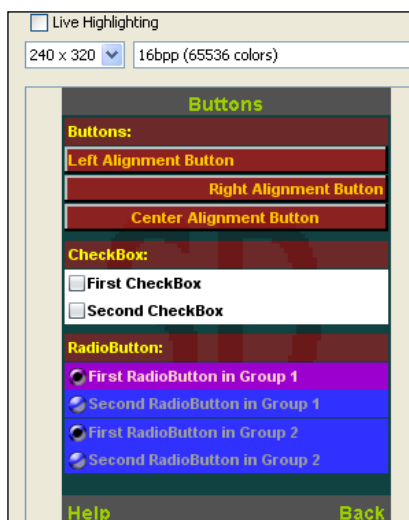 Live Highlighting
240 x 320 16bpp (65536 colors)
Buttons
Buttons:
Left Alignment Button
Right Alignment Button
Center Alignment Button
CheckBox:
First CheckBox
Second CheckBox
RadioButton:
First RadioButton in Group 1
Second RadioButton in Group 1
First RadioButton in Group 2
Second RadioButton in Group 2
Help Back